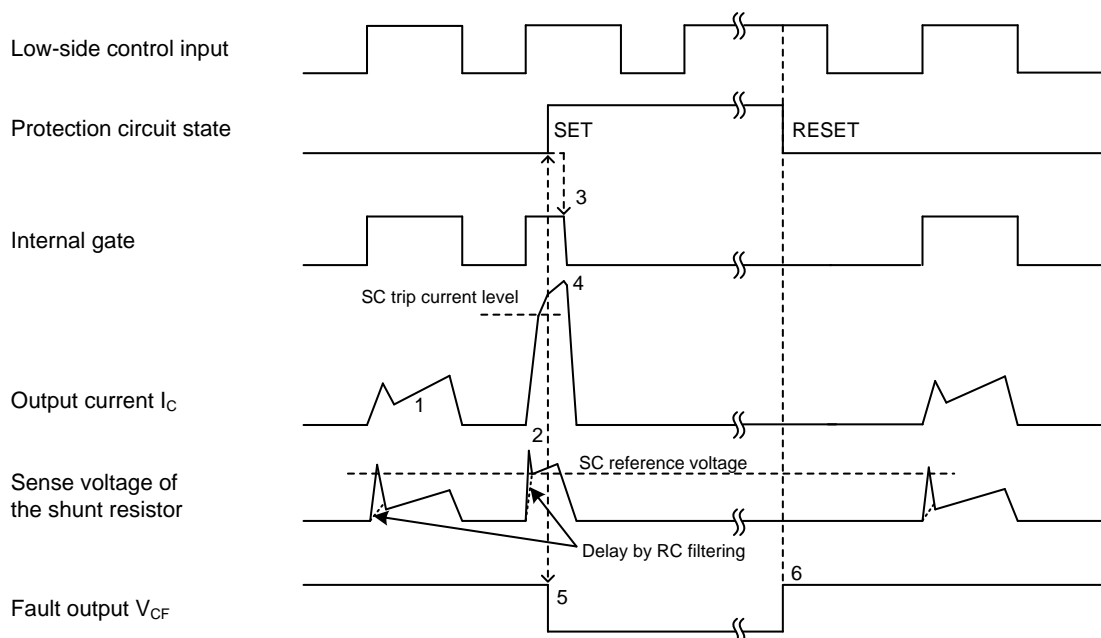 Low-side control input
Protection circuit state
SET
RESET
3
Internal gate
SC trip current level
4
Output current I_C
1
2
SC reference voltage
Sense voltage of
the shunt resistor
Delay by RC filtering
6
5
Fault output V_CF